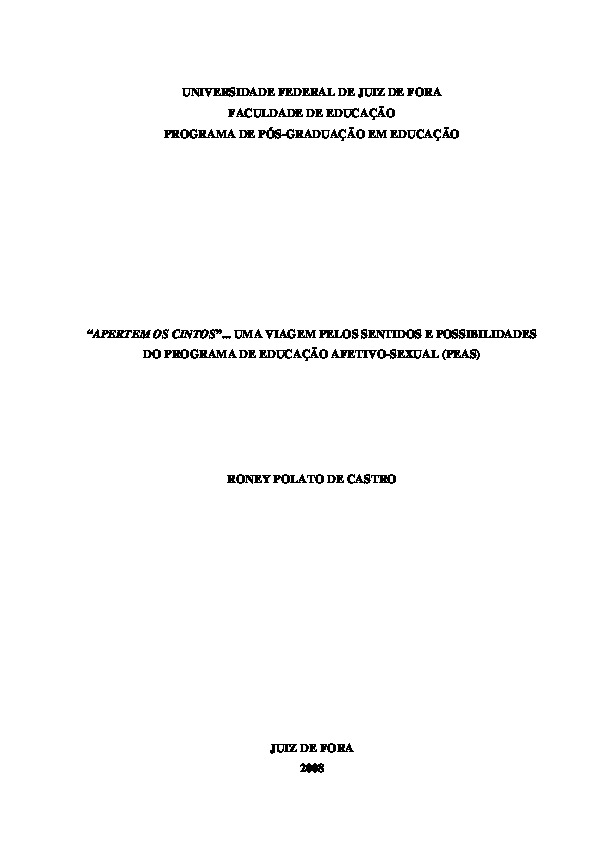 UNIVERSIDADE FEDERAL DE JUIZ DE FORA
FACULDADE DE EDUCAÇÃO
PROGRAMA DE PÓS-GRADUAÇÃO EM EDUCAÇÃO
“APERTEM OS CINTOS”... UMA VIAGEM PELOS SENTIDOS E POSSIBILIDADES
DO PROGRAMA DE EDUCAÇÃO AFETIVO-SEXUAL (PEAS)
RONEY POLATO DE CASTRO
JUIZ DE FORA
2008